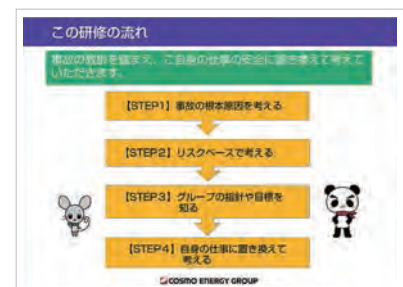 この研修の流れ
事故の教訓を踏まえ、ご自身の仕事の安全に置き換えて考えて
いただきます。
【STEP1】事故の根本原因を考える
【STEP2】リスクベースで考える
【STEP3】グループの指針や目標を
知る
【STEP4】自身の仕事に置き換えて
考える
COSMO ENERGY GROUP